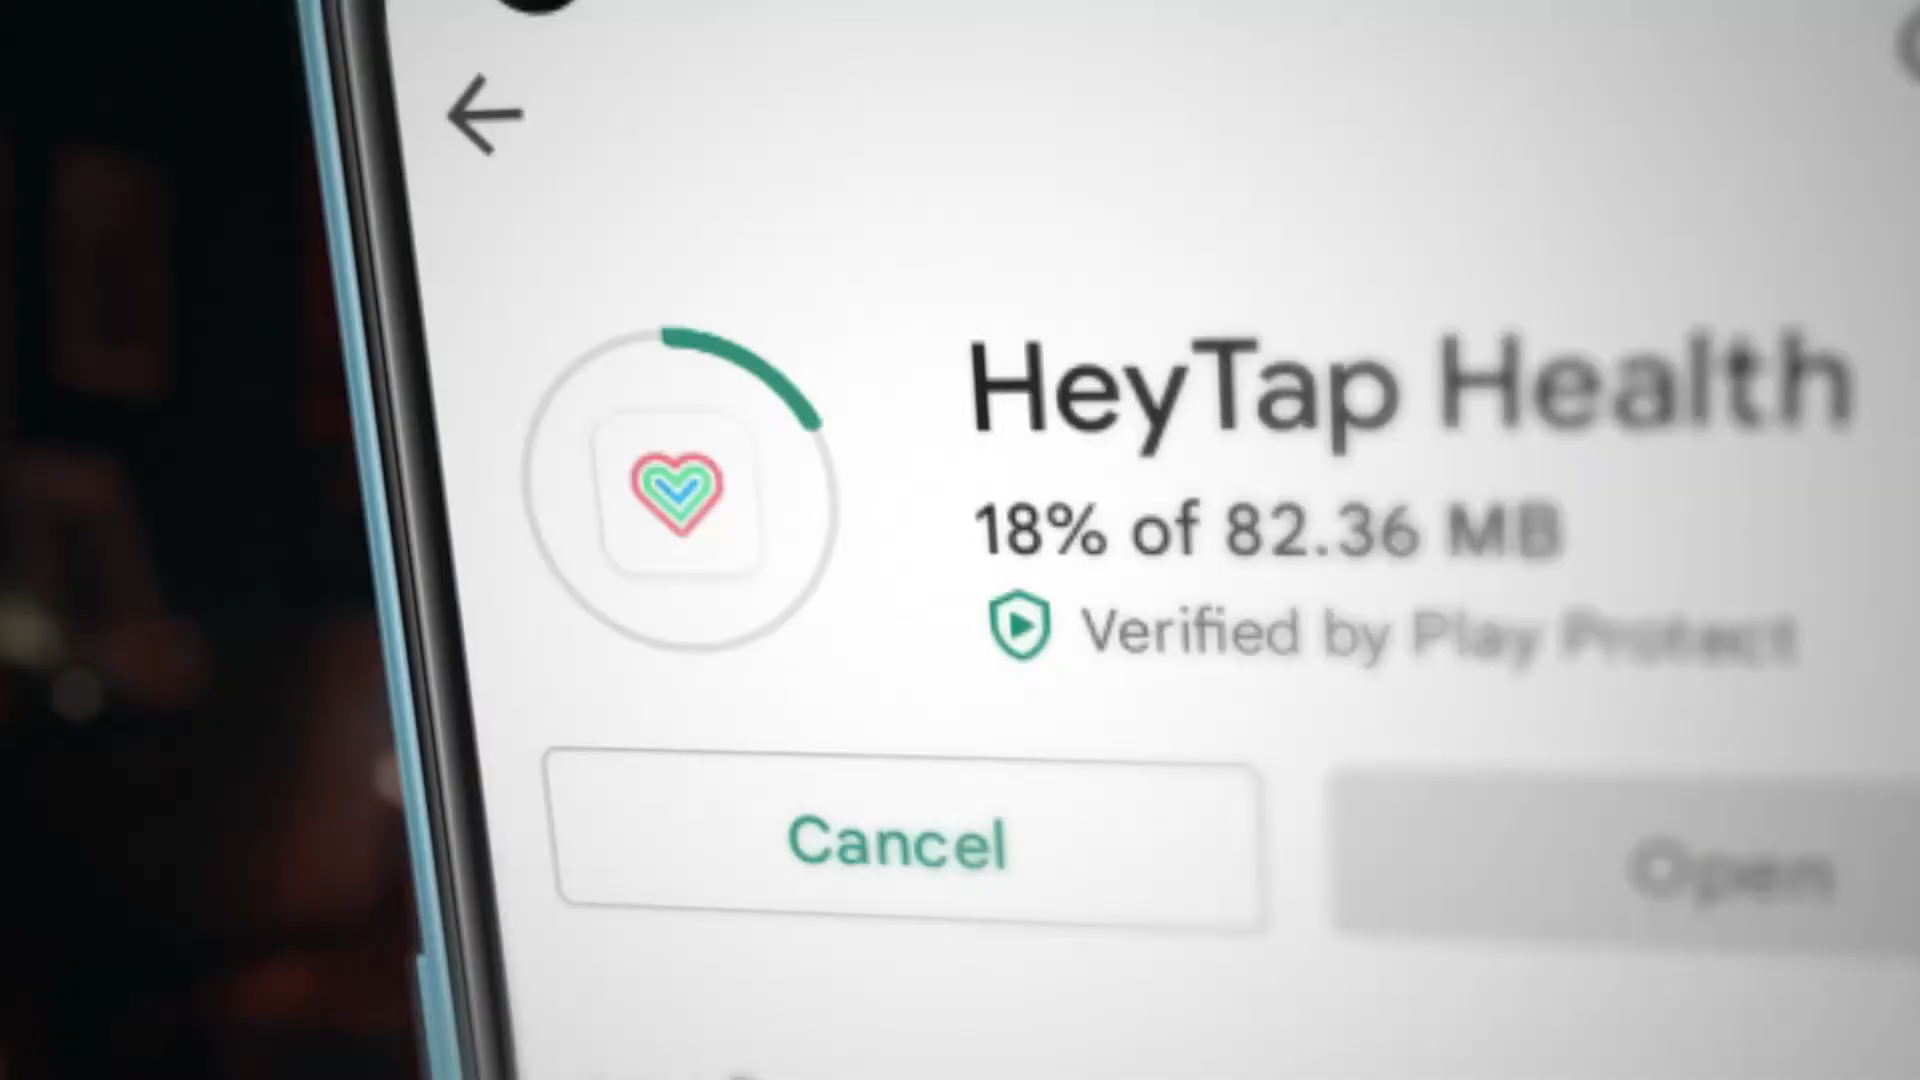 HeyTap Health
18% of 82.36 MB
Verified by Play Protect
Cancel
Open